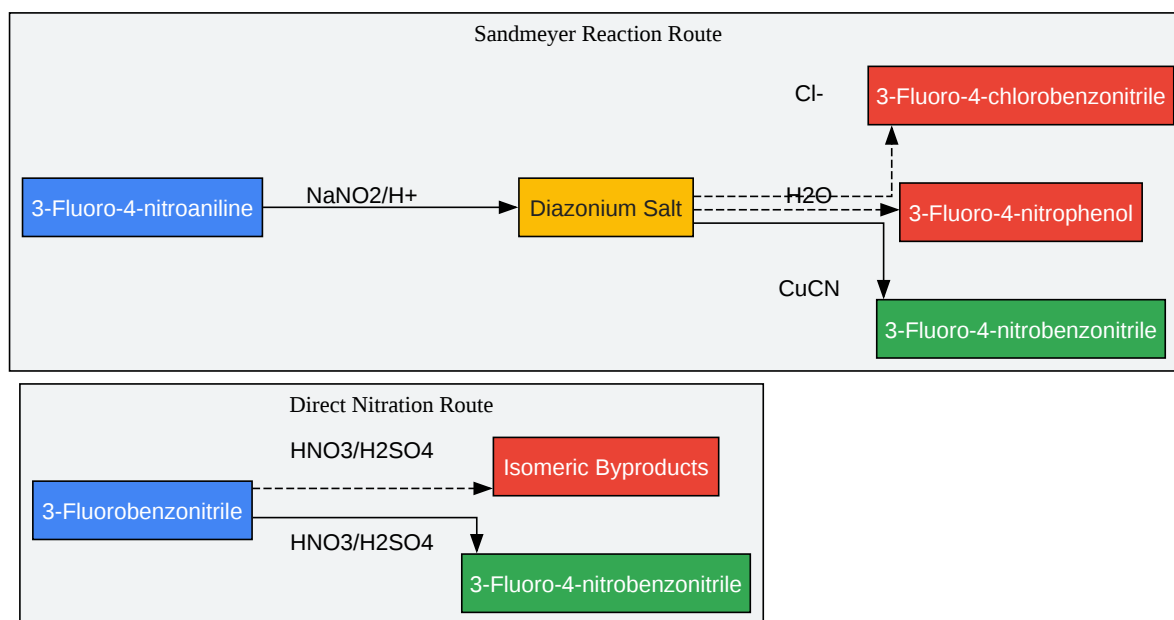 Sandmeyer Reaction Route
Cl-
3-Fluoro-4-chlorobenzonitrile
3-Fluoro-4-nitroaniline
NaNO2/H+
Diazonium Salt
H2O
3-Fluoro-4-nitrophenol
CuCN
3-Fluoro-4-nitrobenzonitrile
Direct Nitration Route
HNO3/H2SO4
Isomeric Byproducts
3-Fluorobenzonitrile
HNO3/H2SO4
3-Fluoro-4-nitrobenzonitrile